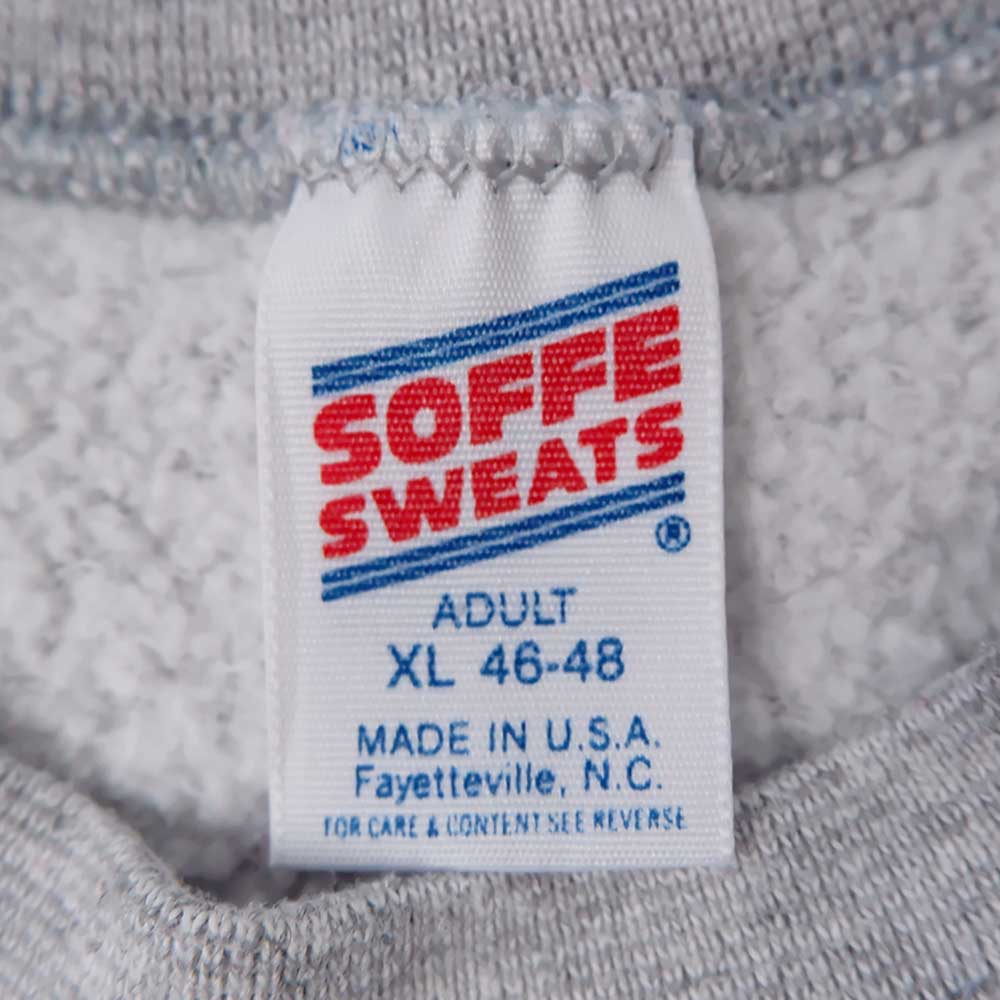 SOFFE
SWEATS
®
ADULT
XL 46-48
MADE IN U.S.A.
Fayetteville, N.C.
FOR CARE & CONTENT SEE REVERSE